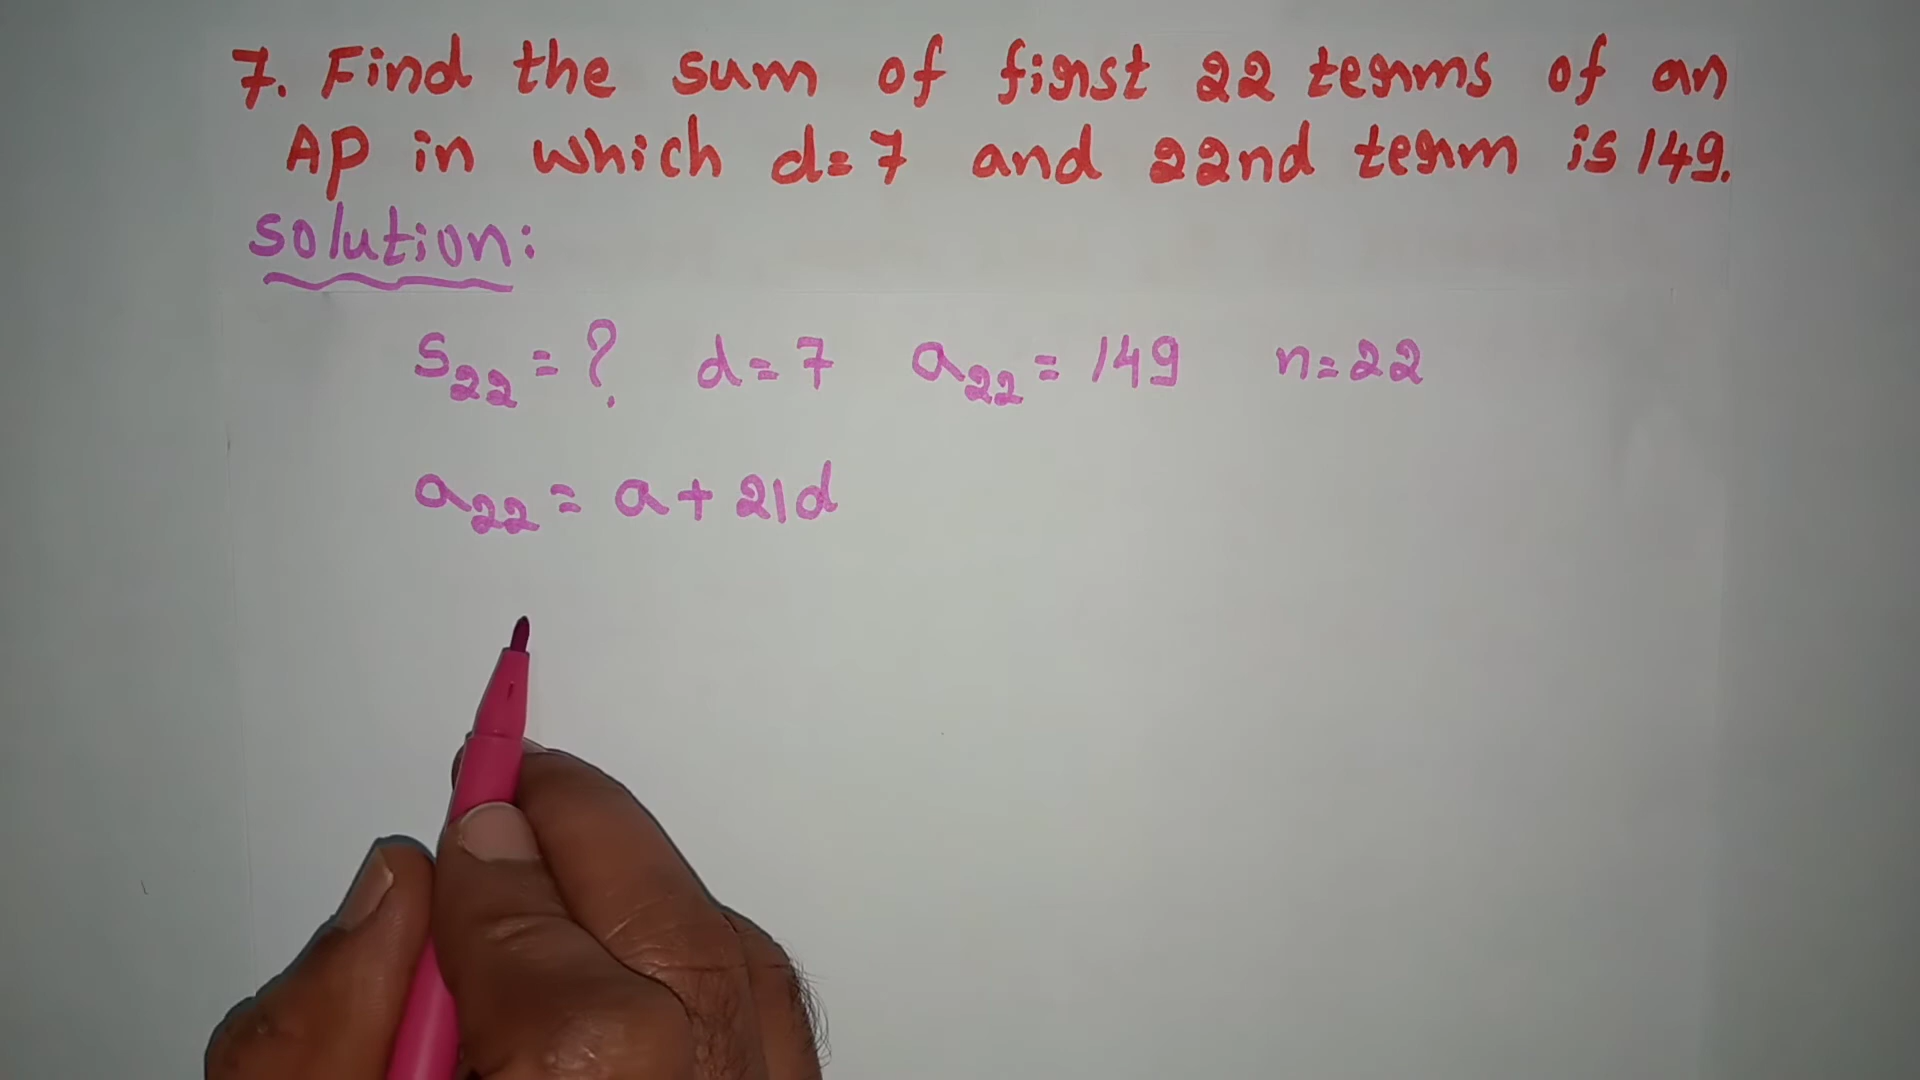 7. Find the sum of first 22 terms of an
AP in which d=7 and 22nd term is 149.
Solution:
S₂₂ = ? d=7 a₂₂ = 149 n=22
a₂₂ = a + 21d